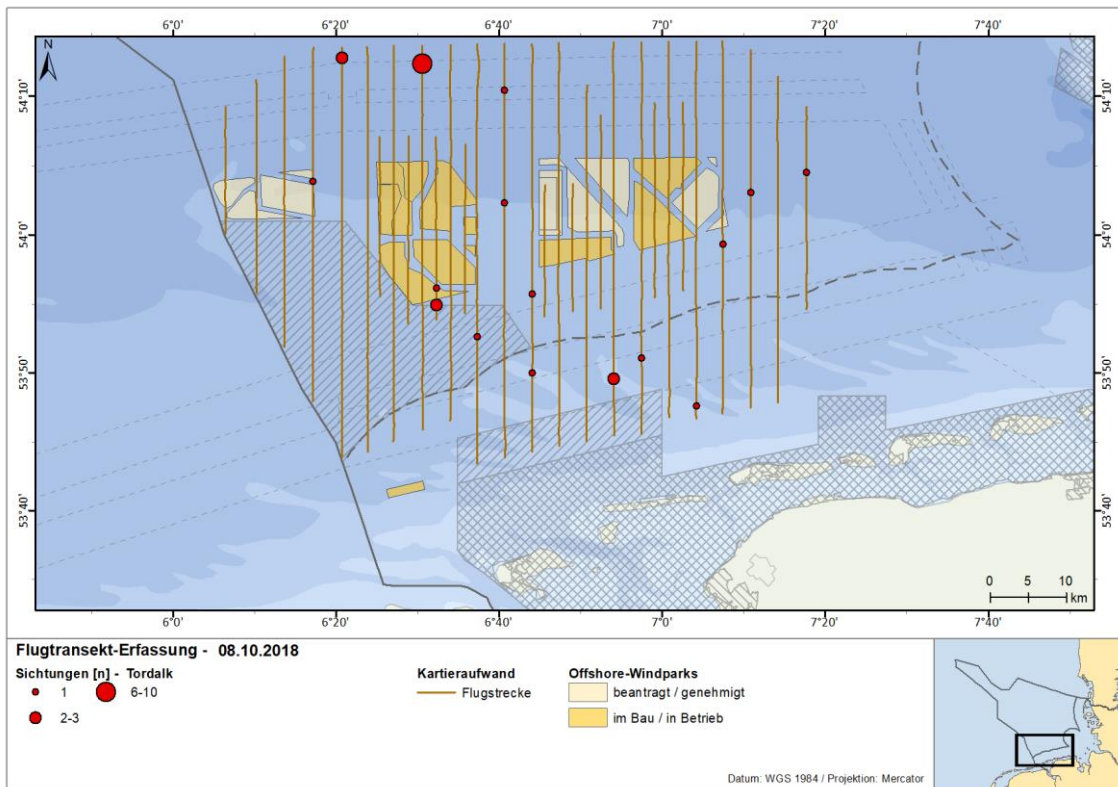 6°0' 6°20' 6°40' 7°0' 7°20' 7°40'
N
54°10' 54°10'
54°0' 54°0'
53°50' 53°50'
53°40' 53°40'
0 5 10
km
6°0' 6°20' 6°40' 7°0' 7°20' 7°40'
Flugtransekt-Erfassung - 08.10.2018
Sichtungen [n] - Tordalk
1
6-10
2-3
Kartieraufwand
Flugstrecke
Offshore-Windparks
beantragt / genehmigt
im Bau / in Betrieb
Datum: WGS 1984 / Projektion: Mercator